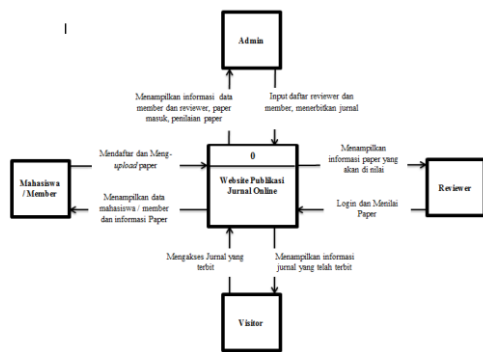 Admin
Menampilkan informasi data
member dan reviewer, paper
masuk, penilaian paper
Input daftar reviewer dan
member, menerbitkan jurnal
0
Website Publikasi
Jurnal Online
Mendaftar dan Meng-
upload paper
Mahasiswa
/ Member
Menampilkan data
mahasiswa / member
dan informasi Paper
Menampilkan
informasi paper yang
akan di nilai
Reviewer
Login dan Menilai
Paper
Mengakses Jurnal yang
terbit
Menampilkan informasi
jurnal yang telah terbit
Visitor